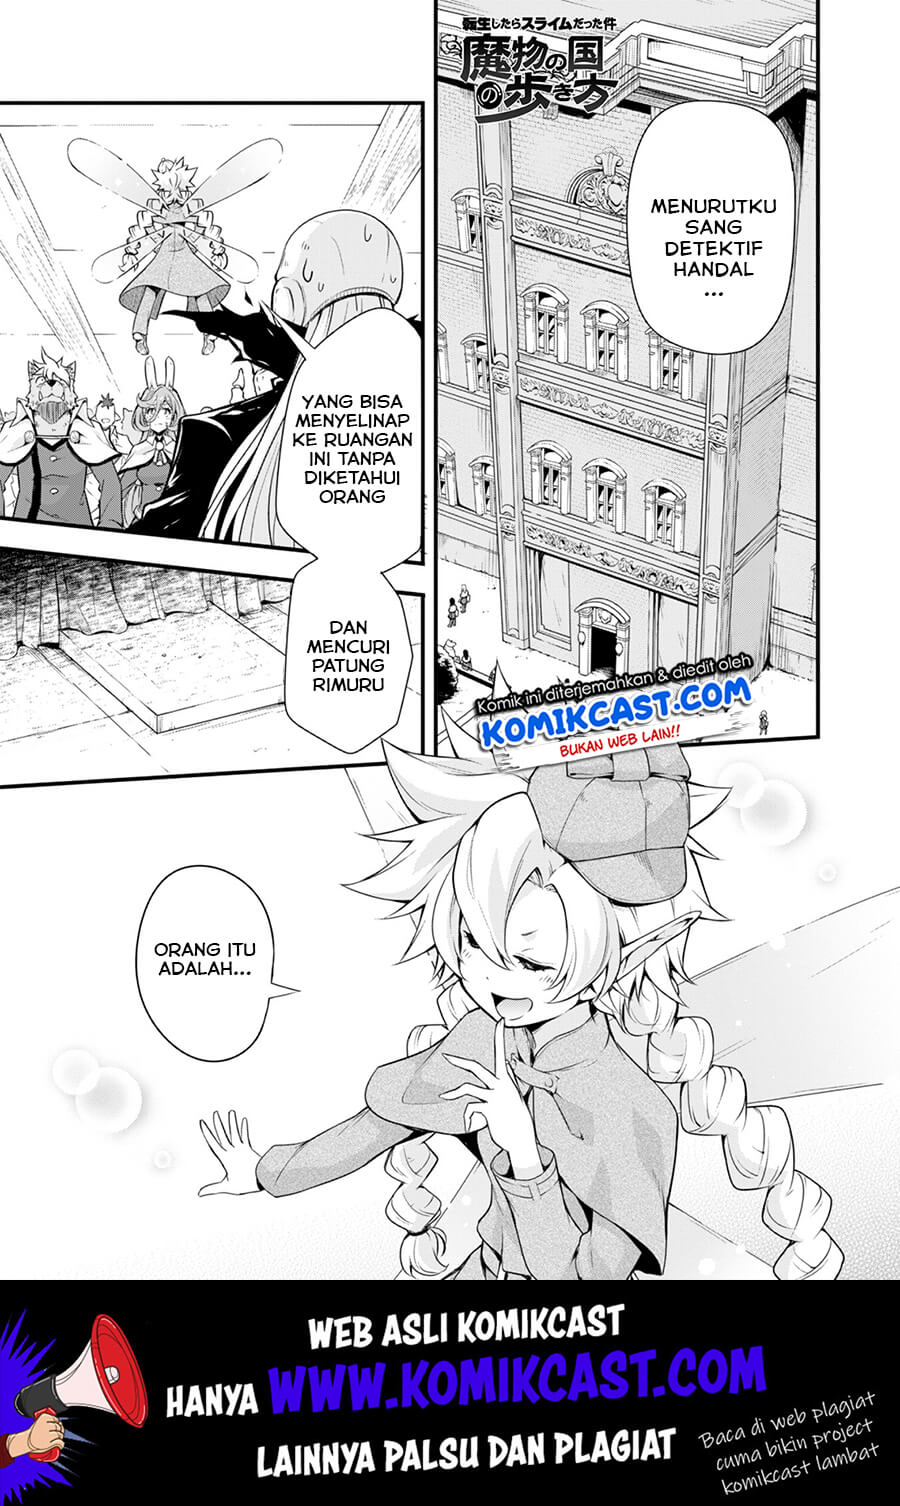 転生したらスライムだった件
魔物の国
の歩き方
MENURUTKU
SANG
DETEKTIF
HANDAL
...
YANG BISA
MENYELINAP
KE RUANGAN
INI TANPA
DIKETAHUI
ORANG
DAN
MENCURI
PATUNG
RIMURU
Komik ini diterjemahkan & diedit oleh
KOMIKCAST.COM
BUKAN WEB LAIN!!
ORANG ITU
ADALAH...
WEB ASLI KOMIKCAST
HANYA WWW.KOMIKCAST.COM
LAINNYA PALSU DAN PLAGIAT
Baca di web plagiat
cuma bikin project
komikcast lambat